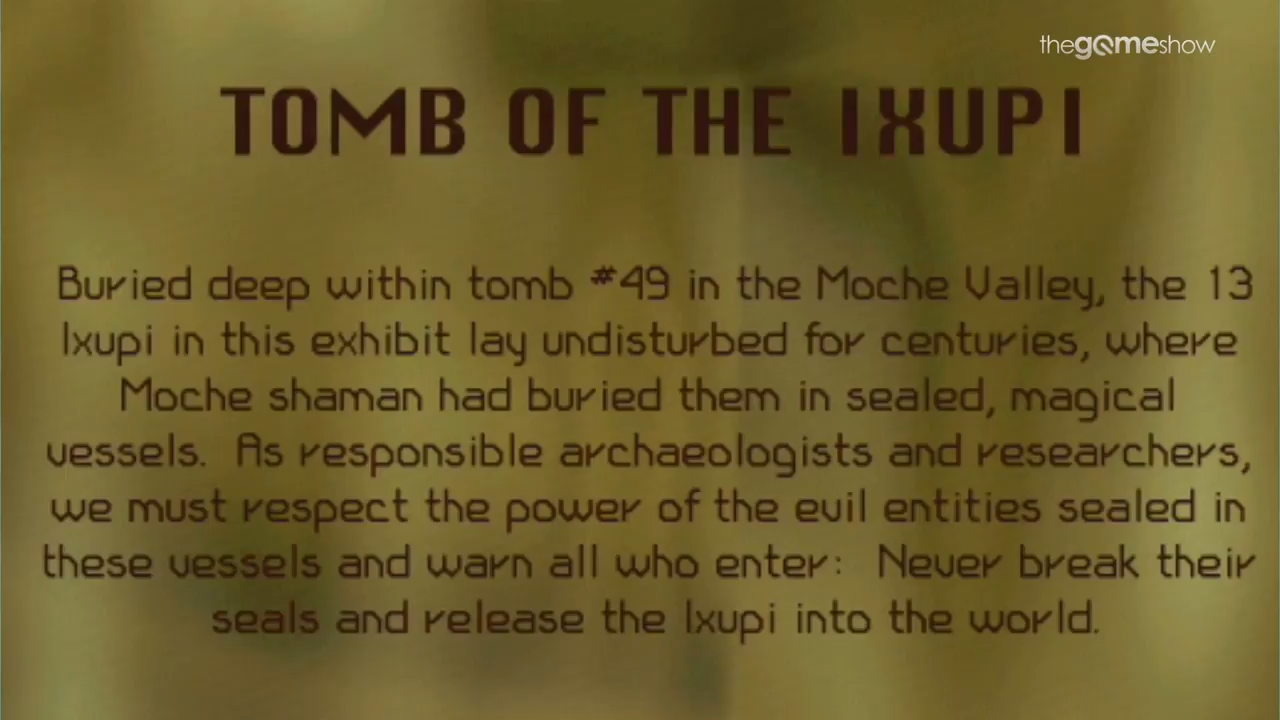 thegameshow
TOMB OF THE IXUPI
Buried deep within tomb #49 in the Moche Valley, the 13
Ixupi in this exhibit lay undisturbed for centuries, where
Moche shaman had buried them in sealed, magical
vessels. As responsible archaeologists and researchers,
we must respect the power of the evil entities sealed in
these vessels and warn all who enter: Never break their
seals and release the Ixupi into the world.